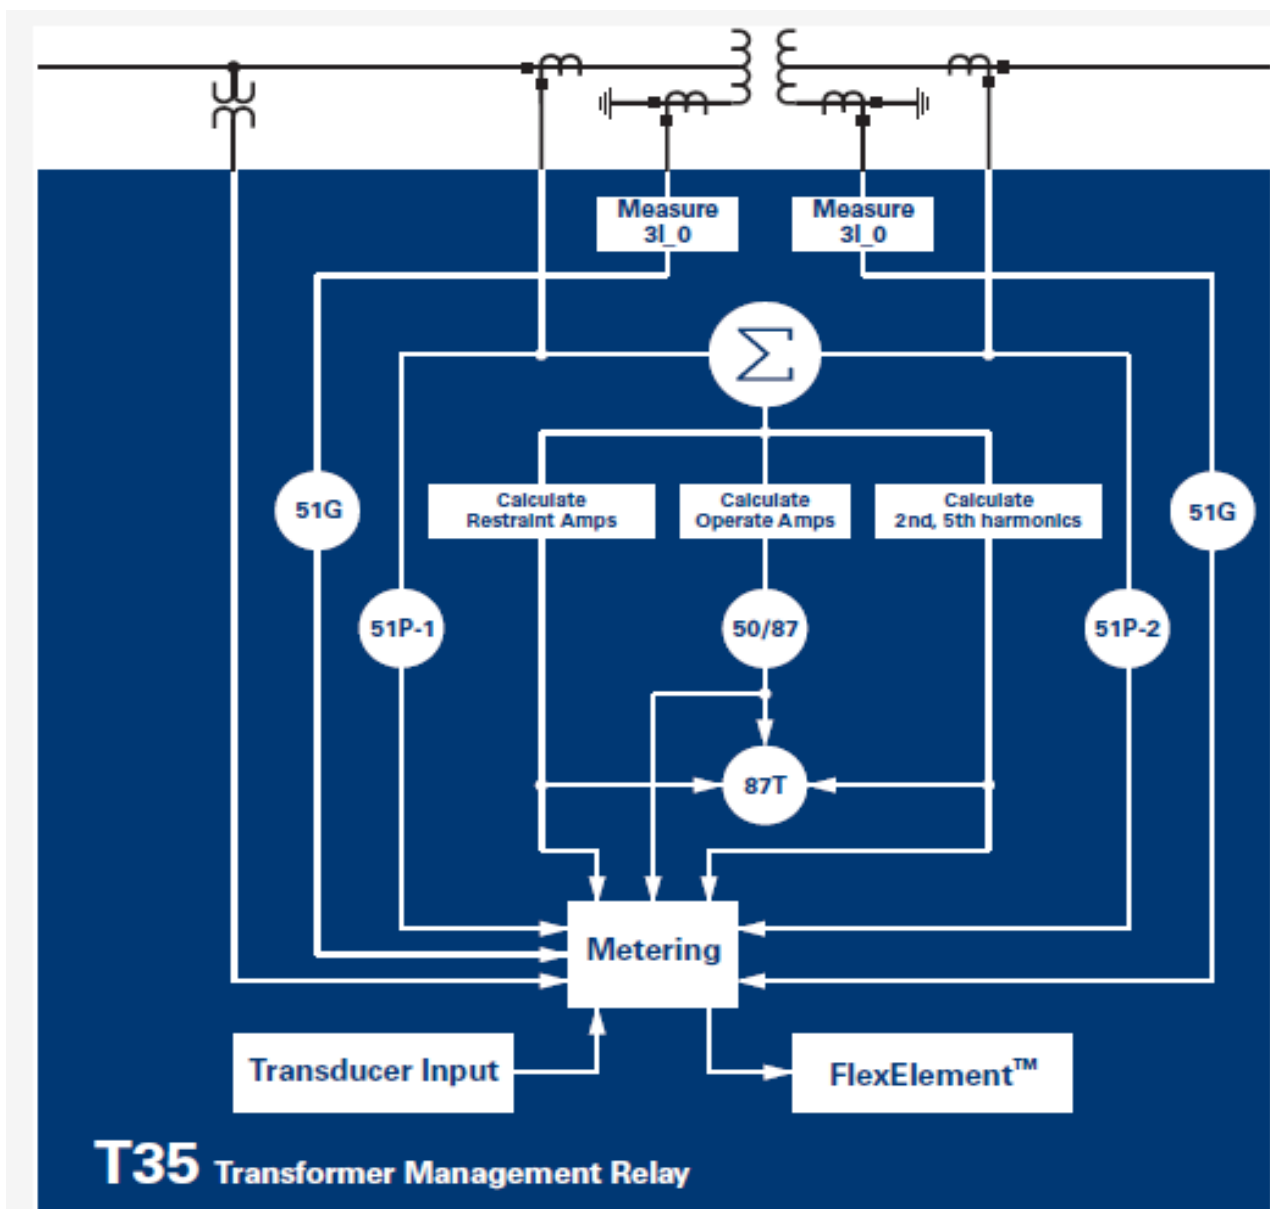 Measure
3I_0
Measure
3I_0
Σ
51G
Calculate
Restraint Amps
Calculate
Operate Amps
Calculate
2nd, 5th harmonics
51G
51P-1
50/87
51P-2
87T
Metering
Transducer Input
FlexElement™
T35 Transformer Management Relay